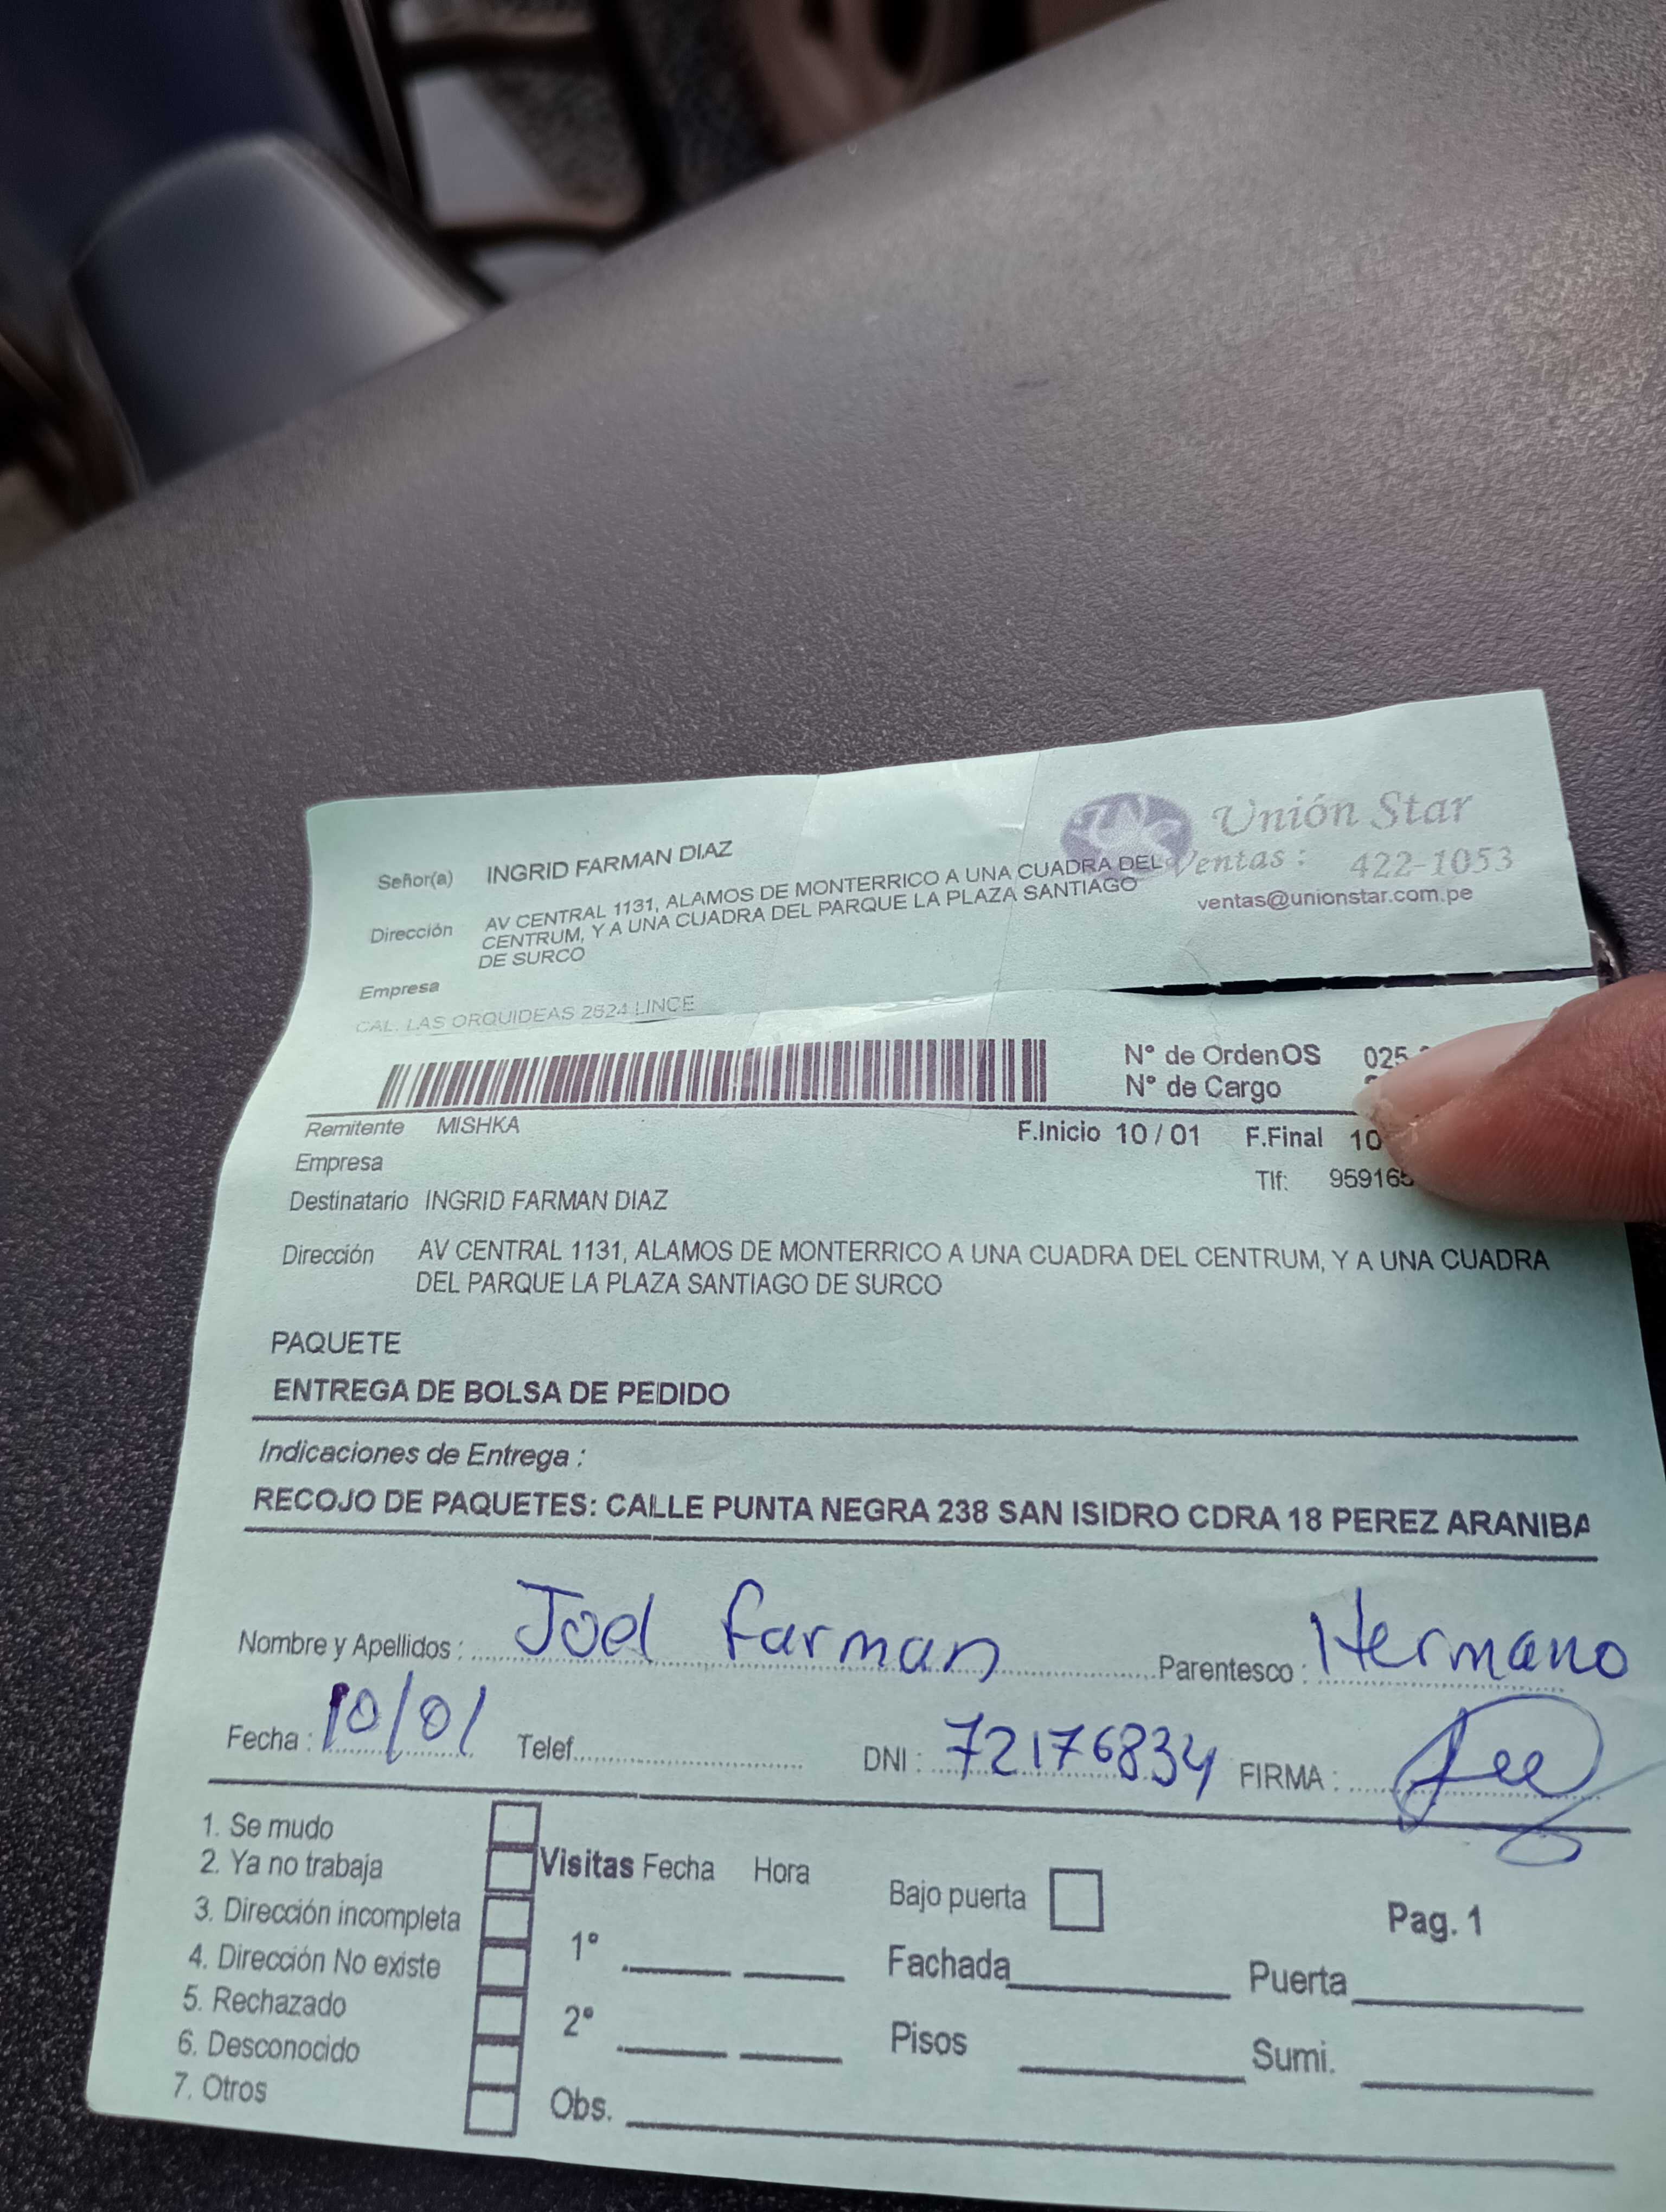 Unión Star
Ventas : 422-1053
ventas@unionstar.com.pe
Señor(a) INGRID FARMAN DIAZ
Dirección AV CENTRAL 1131, ALAMOS DE MONTERRICO A UNA CUADRA DEL
CENTRUM, Y A UNA CUADRA DEL PARQUE LA PLAZA SANTIAGO
DE SURCO
Empresa
CAL. LAS ORQUIDEAS 2624 LINCE
N° de OrdenOS 025
N° de Cargo
Remitente MISHKA F.Inicio 10 / 01 F.Final 10
Empresa Tlf: 959165
Destinatario INGRID FARMAN DIAZ
Dirección AV CENTRAL 1131, ALAMOS DE MONTERRICO A UNA CUADRA DEL CENTRUM, Y A UNA CUADRA
DEL PARQUE LA PLAZA SANTIAGO DE SURCO
PAQUETE
ENTREGA DE BOLSA DE PEDIDO
Indicaciones de Entrega :
RECOJO DE PAQUETES: CALLE PUNTA NEGRA 238 SAN ISIDRO CDRA 18 PEREZ ARANIBA
Nombre y Apellidos : Joel Farman Parentesco : Hermano
Fecha : 10/01 Telef. DNI : 72176834 FIRMA :
1. Se mudo
2. Ya no trabaja Visitas Fecha Hora Bajo puerta Pag. 1
3. Dirección incompleta 1° Fachada Puerta
4. Dirección No existe
5. Rechazado 2° Pisos Sumi.
6. Desconocido
7. Otros Obs.